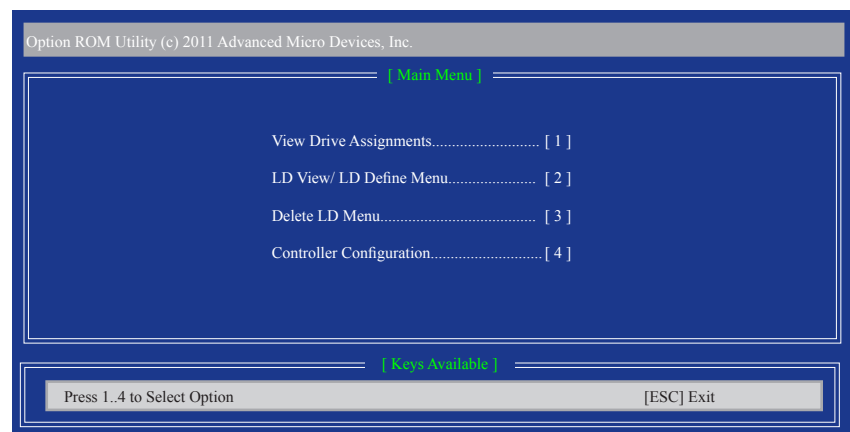 Option ROM Utility (c) 2011 Advanced Micro Devices, Inc.
[ Main Menu ]
View Drive Assignments........................... [ 1 ]
LD View/ LD Define Menu...................... [ 2 ]
Delete LD Menu....................................... [ 3 ]
Controller Configuration............................[ 4 ]
[ Keys Available ]
Press 1..4 to Select Option [ESC] Exit